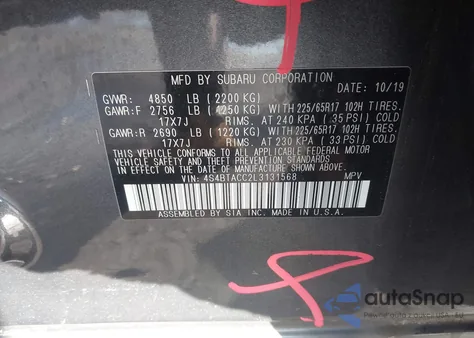 MFD BY SUBARU CORPORATION DATE: 10/19
GVWR: 4850 LB ( 2200 KG)
GAWR:F 2756 LB ( 1250 KG) WITH 225/65R17 102H TIRES.
17X7J RIMS. AT 240 KPA ( 35 PSI) COLD
GAWR:R 2690 LB ( 1220 KG) WITH 225/65R17 102H TIRES.
17X7J RIMS. AT 230 KPA ( 33 PSI) COLD
THIS VEHICLE CONFORMS TO ALL APPLICABLE FEDERAL MOTOR
VEHICLE SAFETY, BUMPER, AND THEFT PREVENTION STANDARDS
IN EFFECT ON THE DATE OF MANUFACTURE SHOWN ABOVE.
VIN: 4S4BTACC2L3131568 MPV
ASSEMBLED BY SIA INC. MADE IN U.S.A.
autoSnap